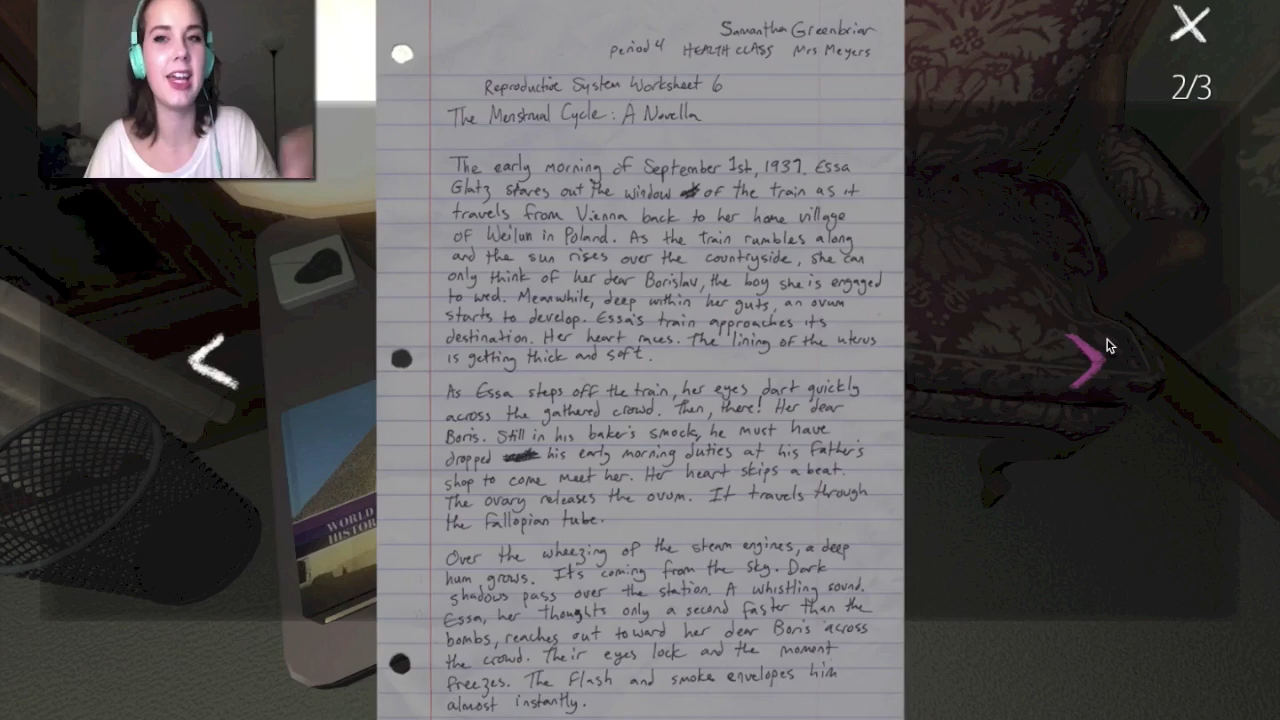 Samantha Greenbriar
2/3
period 4 HEALTH CLASS Mrs Meyers
Reproductive System Worksheet 6
The Menstrual Cycle: A Novella
The early morning of September 1st, 1937. Essa
Glatz stares out the window of the train as it
travels from Vienna back to her home village
of Weilun in Poland. As the train rumbles along
and the sun rises over the countryside, she can
only think of her dear Borislav, the boy she is engaged
to wed. Meanwhile, deep within her guts, an ovum
starts to develop. Essa's train approaches its
destination. Her heart races. The lining of the uterus
is getting thick and soft.
As Essa steps off the train, her eyes dart quickly
across the gathered crowd. Then, there! Her dear
Boris. Still in his baker's smock, he must have
dropped his early morning duties at his father's
shop to come meet her. Her heart skips a beat.
The ovary releases the ovum. It travels through
the fallopian tube.
Over the wheezing of the steam engines, a deep
hum grows. It's coming from the sky. Dark
shadows pass over the station. A whistling sound.
Essa, her thoughts only a second faster than the
bombs, reaches out toward her dear Boris across
the crowd. Their eyes lock and the moment
freezes. The flash and smoke envelopes him
almost instantly.
WORLD
HISTORY